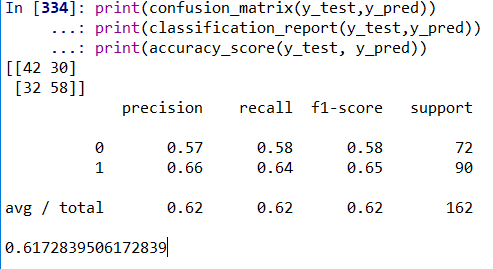 In [334]: print(confusion_matrix(y_test,y_pred))
...: print(classification_report(y_test,y_pred))
...: print(accuracy_score(y_test, y_pred))
[[42 30]
[32 58]]
precision recall f1-score support
0 0.57 0.58 0.58 72
1 0.66 0.64 0.65 90
avg / total 0.62 0.62 0.62 162
0.6172839506172839